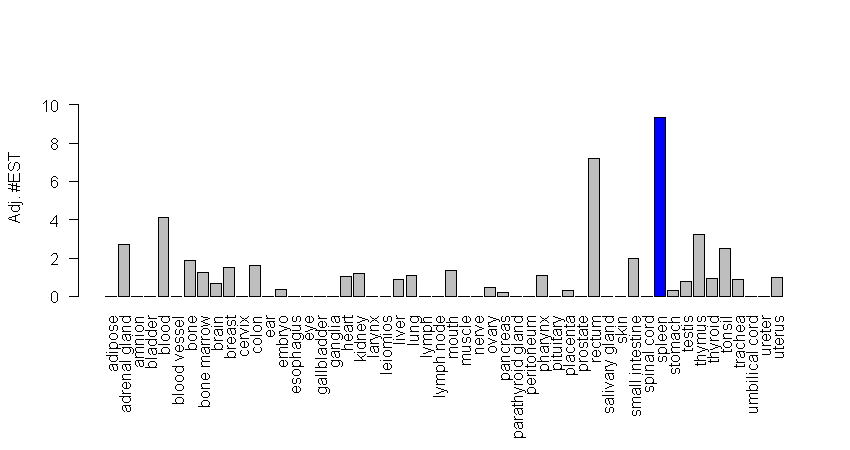 Adj. #EST
10
8
6
4
2
0
adipose
adrenal gland
amnion
bladder
blood
blood vessel
bone
bone marrow
brain
breast
cervix
colon
ear
embryo
esophagus
eye
gallbladder
ganglia
heart
kidney
larynx
leiomios
liver
lung
lymph
lymph node
mouth
muscle
nerve
ovary
pancreas
parathyroid gland
peritoneum
pharynx
pituitary
placenta
prostate
rectum
salivary gland
skin
small intestine
spinal cord
spleen
stomach
testis
thymus
thyroid
tonsil
trachea
umbilical cord
ureter
uterus